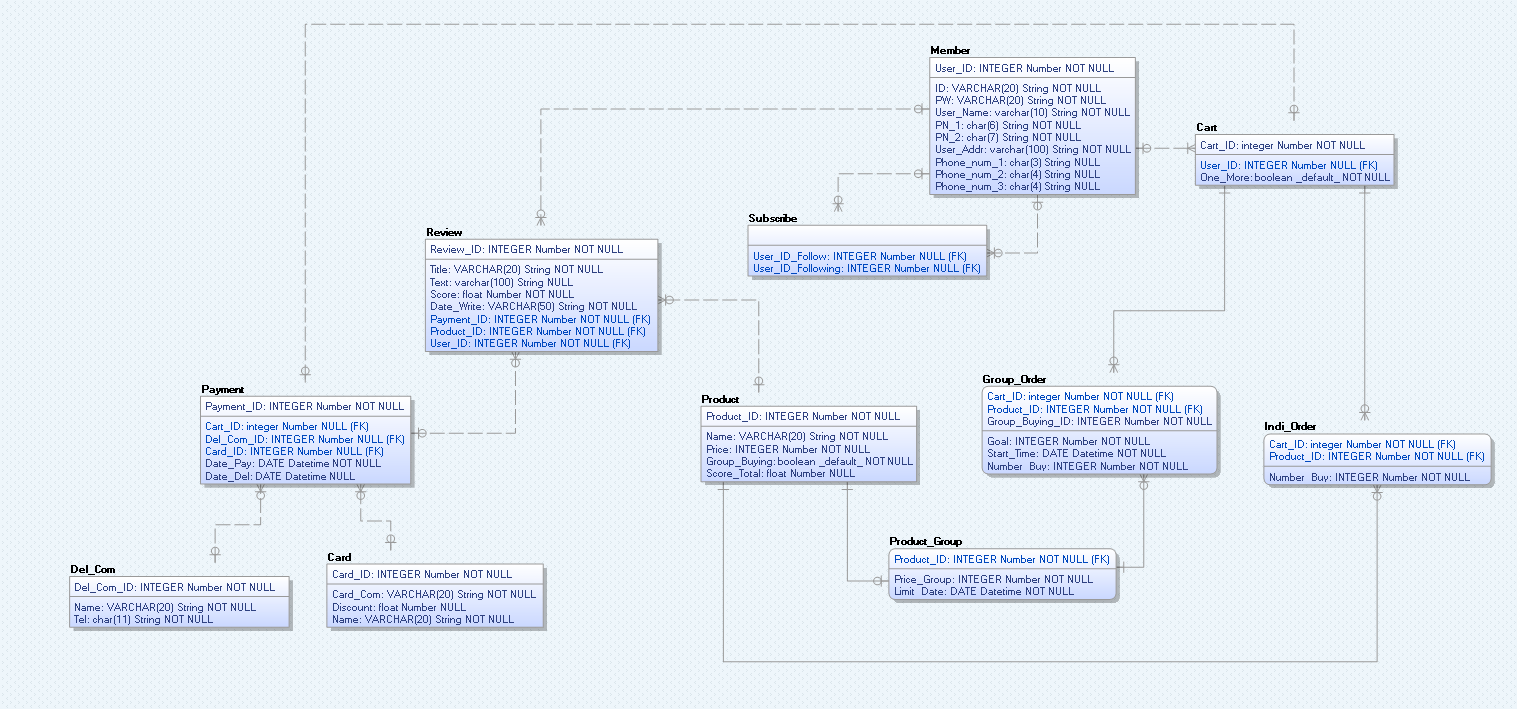 Member
User_ID: INTEGER Number NOT NULL
ID: VARCHAR(20) String NOT NULL
PW: VARCHAR(20) String NOT NULL
User_Name: varchar(10) String NOT NULL
PN_1: char(6) String NOT NULL
PN_2: char(7) String NOT NULL
User_Addr: varchar(100) String NOT NULL
Phone_num_1: char(3) String NULL
Phone_num_2: char(4) String NULL
Phone_num_3: char(4) String NULL
Cart
Cart_ID: integer Number NOT NULL
User_ID: INTEGER Number NULL (FK)
One_More: boolean _default_ NOT NULL
Subscribe
User_ID_Follow: INTEGER Number NULL (FK)
User_ID_Following: INTEGER Number NULL (FK)
Review
Review_ID: INTEGER Number NOT NULL
Title: VARCHAR(20) String NOT NULL
Text: varchar(100) String NULL
Score: float Number NOT NULL
Date_Write: VARCHAR(50) String NOT NULL
Payment_ID: INTEGER Number NOT NULL (FK)
Product_ID: INTEGER Number NOT NULL (FK)
User_ID: INTEGER Number NOT NULL (FK)
Payment
Payment_ID: INTEGER Number NOT NULL
Cart_ID: integer Number NULL (FK)
Del_Com_ID: INTEGER Number NULL (FK)
Card_ID: INTEGER Number NULL (FK)
Date_Pay: DATE Datetime NOT NULL
Date_Del: DATE Datetime NULL
Product
Product_ID: INTEGER Number NOT NULL
Name: VARCHAR(20) String NOT NULL
Price: INTEGER Number NOT NULL
Group_Buying: boolean _default_ NOT NULL
Score_Total: float Number NULL
Group_Order
Cart_ID: integer Number NOT NULL (FK)
Product_ID: INTEGER Number NOT NULL (FK)
Group_Buying_ID: INTEGER Number NOT NULL
Goal: INTEGER Number NOT NULL
Start_Time: DATE Datetime NOT NULL
Number_Buy: INTEGER Number NOT NULL
Indi_Order
Cart_ID: integer Number NOT NULL (FK)
Product_ID: INTEGER Number NOT NULL (FK)
Number_Buy: INTEGER Number NOT NULL
Product_Group
Product_ID: INTEGER Number NOT NULL (FK)
Price_Group: INTEGER Number NOT NULL
Limit_Date: DATE Datetime NOT NULL
Del_Com
Del_Com_ID: INTEGER Number NOT NULL
Name: VARCHAR(20) String NOT NULL
Tel: char(11) String NOT NULL
Card
Card_ID: INTEGER Number NOT NULL
Card_Com: VARCHAR(20) String NOT NULL
Discount: float Number NULL
Name: VARCHAR(20) String NOT NULL